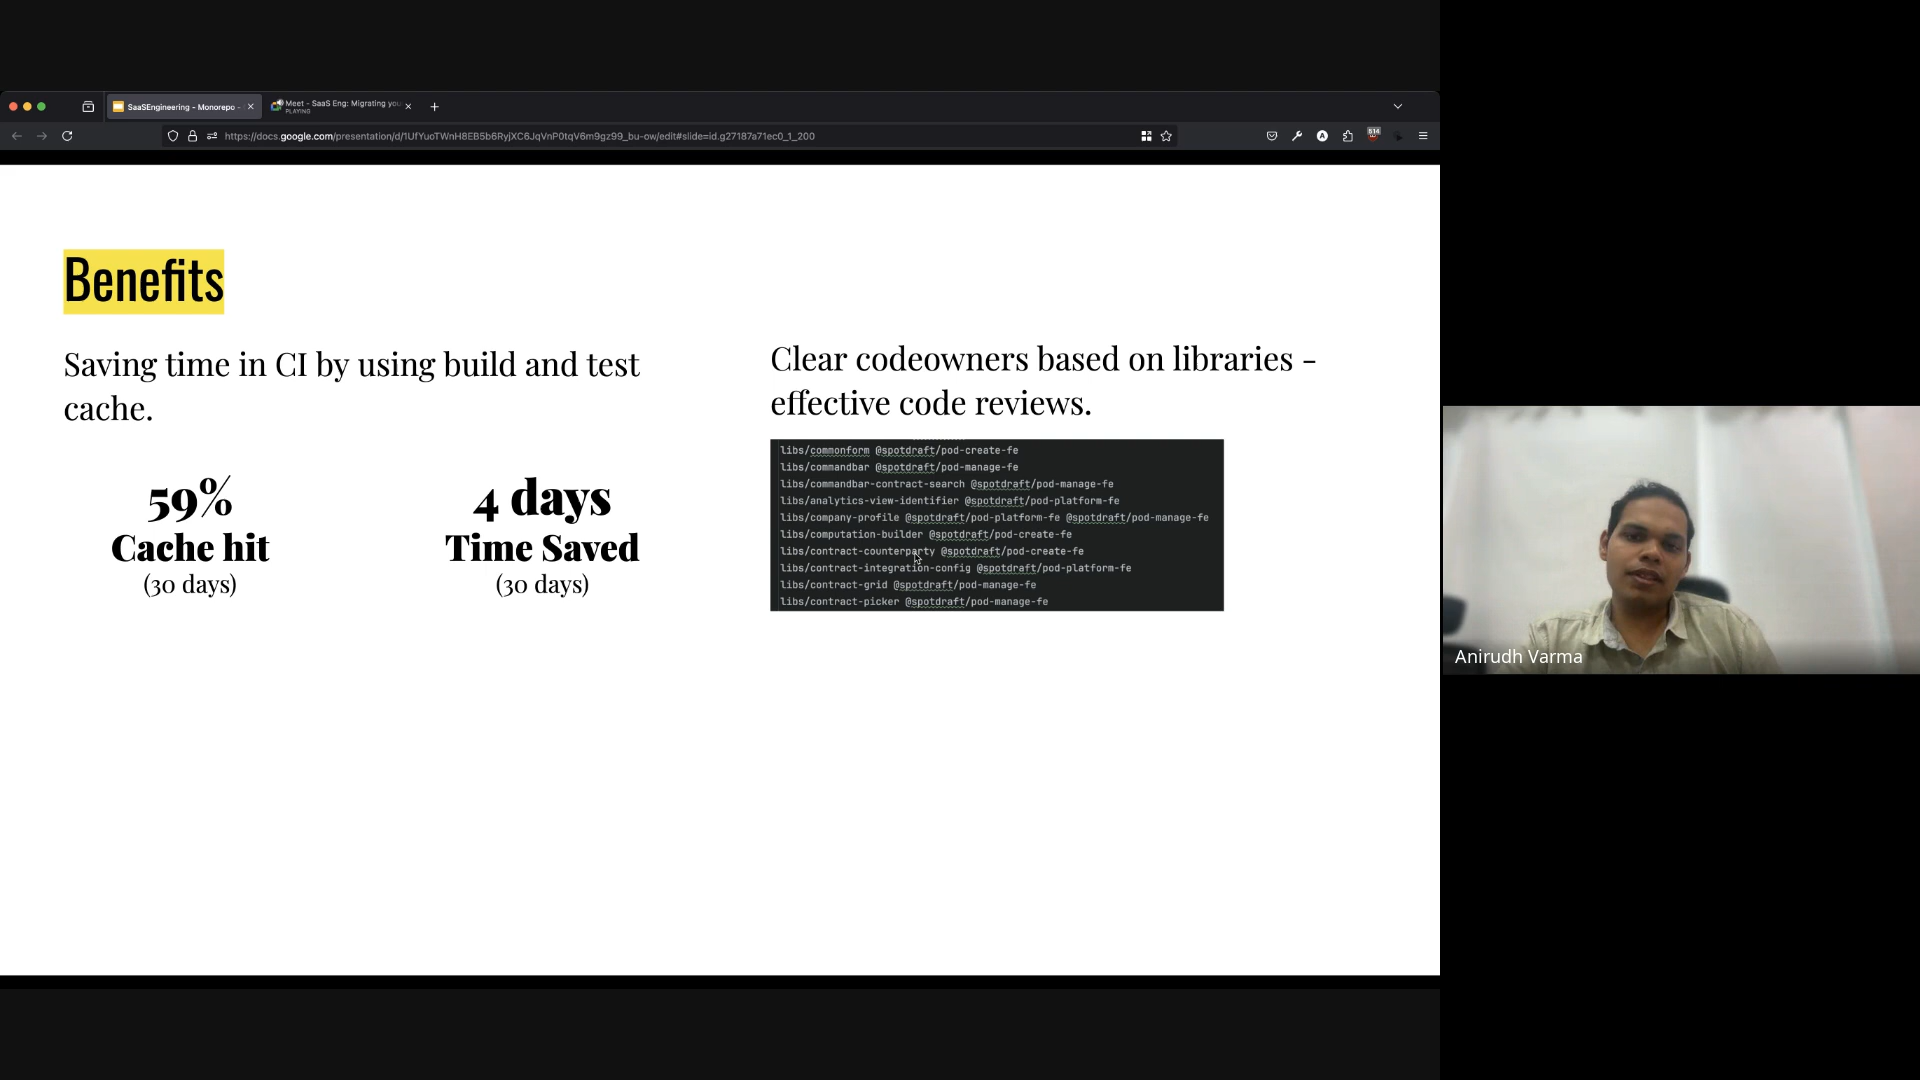 SaaSEngineering - Monorepo -
Meet - SaaS Eng: Migrating you
PLAYING
https://docs.google.com/presentation/d/1UfYuoTWnH8EB5b6RyjXC6JqVnP0tqV6m9gz99_bu-ow/edit#slide=id.g27187a71ec0_1_200
614
Benefits
Saving time in CI by using build and test
cache.
59%
Cache hit
(30 days)
4 days
Time Saved
(30 days)
Clear codeowners based on libraries -
effective code reviews.
libs/commonform @spotdraft/pod-create-fe
libs/commandbar @spotdraft/pod-manage-fe
libs/commandbar-contract-search @spotdraft/pod-manage-fe
libs/analytics-view-identifier @spotdraft/pod-platform-fe
libs/company-profile @spotdraft/pod-platform-fe @spotdraft/pod-manage-fe
libs/computation-builder @spotdraft/pod-create-fe
libs/contract-counterparty @spotdraft/pod-create-fe
libs/contract-integration-config @spotdraft/pod-platform-fe
libs/contract-grid @spotdraft/pod-manage-fe
libs/contract-picker @spotdraft/pod-manage-fe
Anirudh Varma